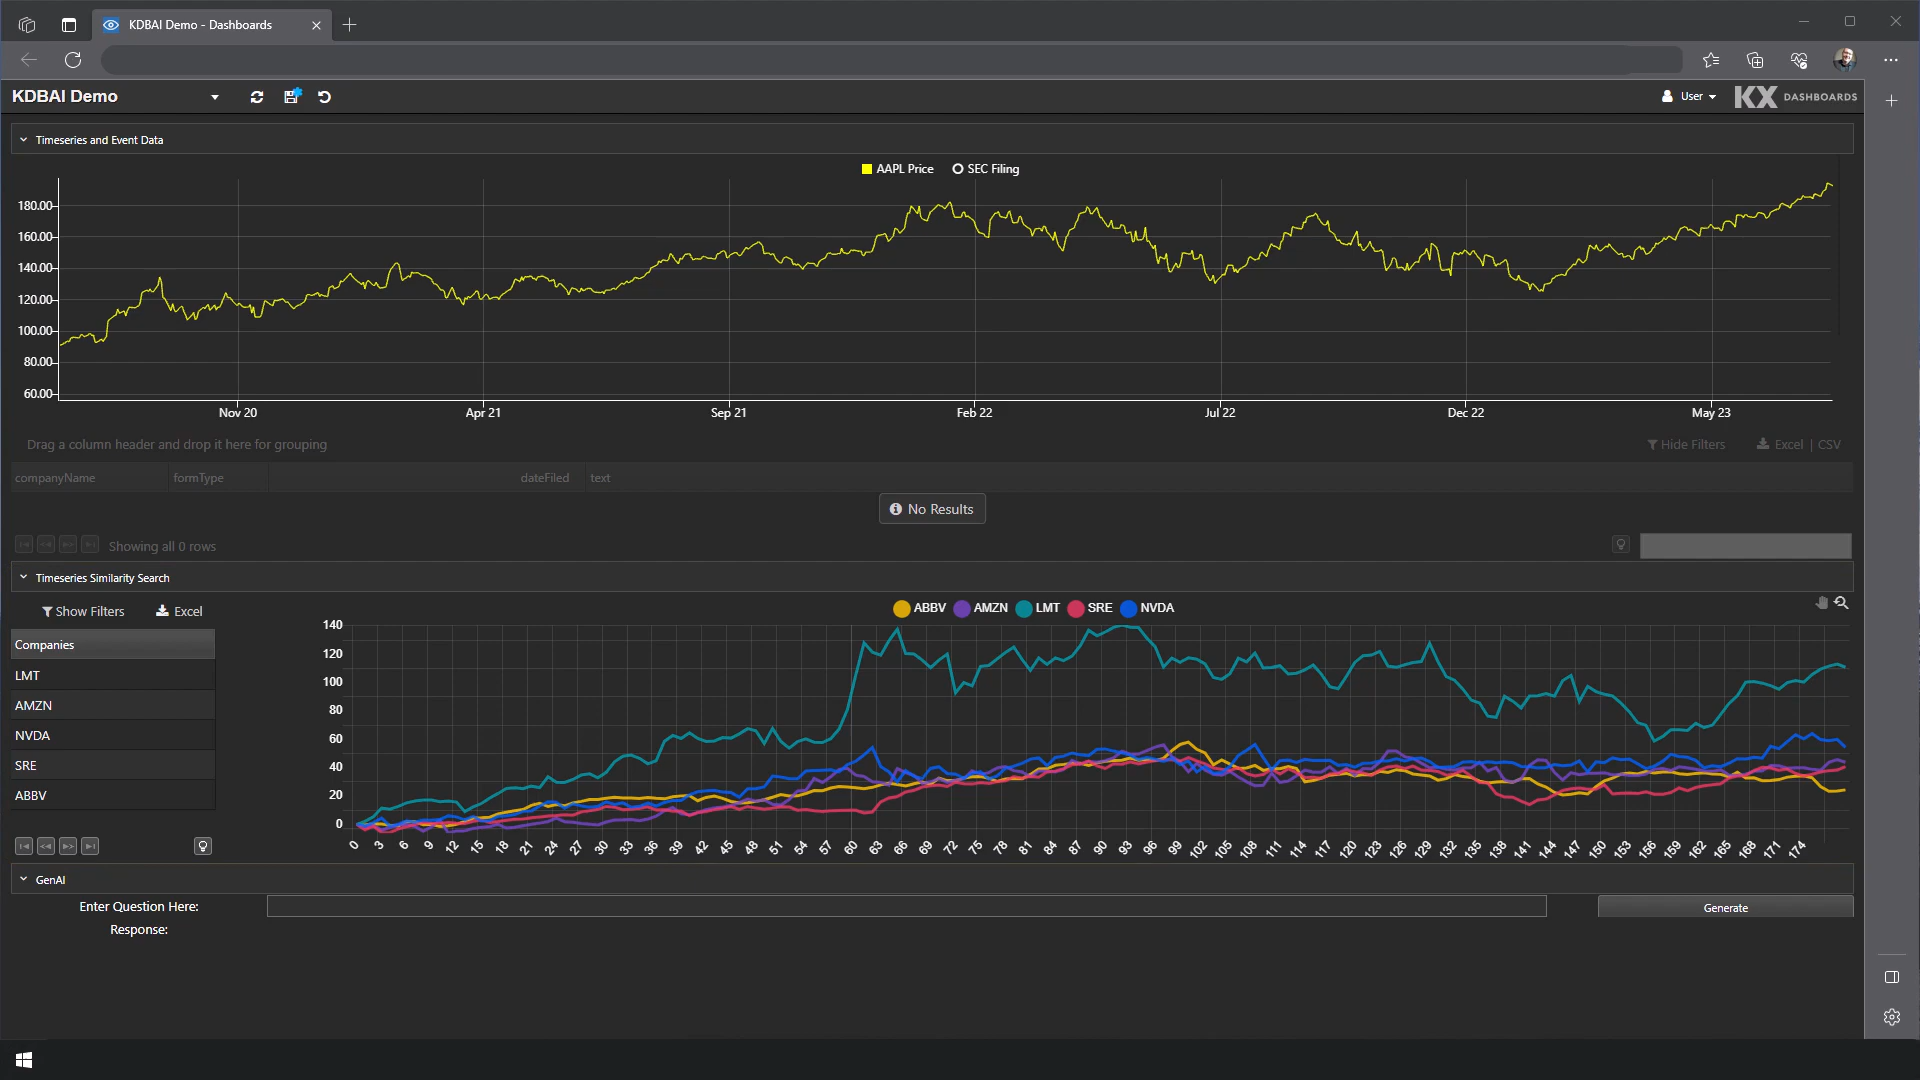 KDBAI Demo - Dashboards
KDBAI Demo
User
KX DASHBOARDS
Timeseries and Event Data
AAPL Price SEC Filing
180.00
160.00
140.00
120.00
100.00
80.00
60.00
Nov 20 Apr 21 Sep 21 Feb 22 Jul 22 Dec 22 May 23
Drag a column header and drop it here for grouping
Hide Filters Excel | CSV
companyName formType dateFiled text
No Results
Showing all 0 rows
Timeseries Similarity Search
Show Filters Excel
Companies
LMT
AMZN
NVDA
SRE
ABBV
ABBV AMZN LMT SRE NVDA
140
120
100
80
60
40
20
0
0 3 6 9 12 15 18 21 24 27 30 33 36 39 42 45 48 51 54 57 60 63 66 69 72 75 78 81 84 87 90 93 96 99 102 105 108 111 114 117 120 123 126 129 132 135 138 141 144 147 150 153 156 159 162 165 168 171 174
GenAI
Enter Question Here:
Generate
Response: